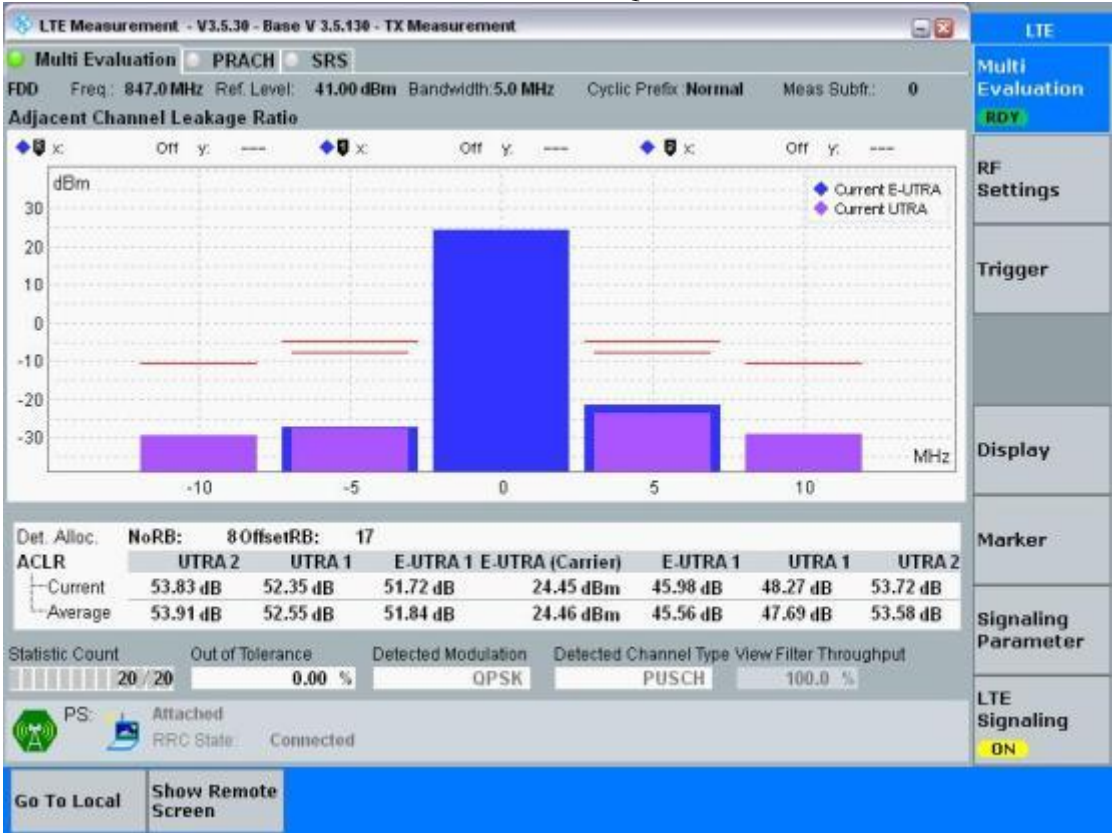 LTE Measurement - V3.5.30 - Base V 3.5.130 - TX Measurement
LTE
Multi Evaluation PRACH SRS
Multi
Evaluation
RDY
FDD Freq.: 847.0 MHz Ref. Level: 41.00 dBm Bandwidth: 5.0 MHz Cyclic Prefix: Normal Meas Subfr.: 0
Adjacent Channel Leakage Ratio
x: Off y: --- x: Off y: --- x: Off y: ---
dBm
Current E-UTRA
Current UTRA
30
20
10
0
-10
-20
-30
MHz
-10 -5 0 5 10
RF
Settings
Trigger
Display
Marker
Signaling
Parameter
LTE
Signaling
ON
Det. Alloc. NoRB: 8 OffsetRB: 17
ACLR UTRA 2 UTRA 1 E-UTRA 1 E-UTRA (Carrier) E-UTRA 1 UTRA 1 UTRA 2
Current 53.83 dB 52.35 dB 51.72 dB 24.45 dBm 45.98 dB 48.27 dB 53.72 dB
Average 53.91 dB 52.55 dB 51.84 dB 24.46 dBm 45.56 dB 47.69 dB 53.58 dB
Statistic Count Out of Tolerance Detected Modulation Detected Channel Type View Filter Throughput
20 / 20 0.00 % QPSK PUSCH 100.0 %
PS: Attached
RRC State: Connected
Go To Local
Show Remote
Screen